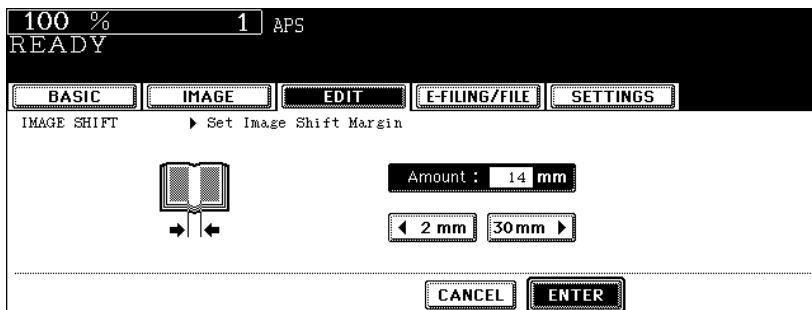 100 % 1 APS
READY
BASIC IMAGE EDIT E-FILING/FILE SETTINGS
IMAGE SHIFT Set Image Shift Margin
Amount : 14 mm
2 mm 30mm
CANCEL ENTER